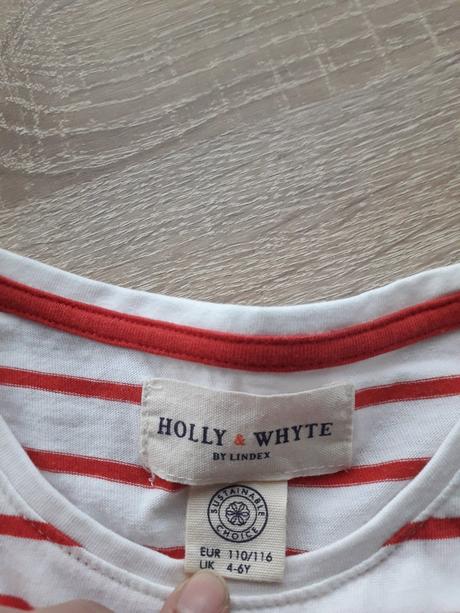 HOLLY & WHYTE
BY LINDEX
SUSTAINABLE
CHOICE
EUR 110/116
UK 4-6Y